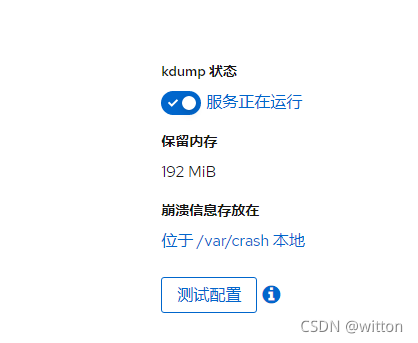 kdump 状态
服务正在运行
保留内存
192 MiB
崩溃信息存放在
位于 /var/crash 本地
测试配置
CSDN @witton